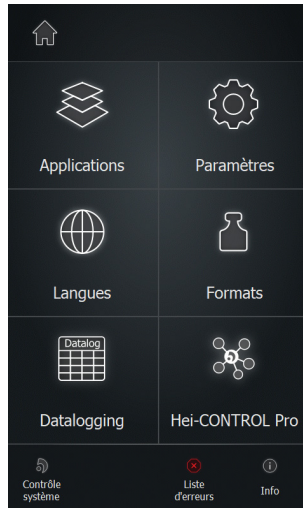 Applications
Paramètres
Langues
Formats
Datalog
Datalogging
Hei-CONTROL Pro
Contrôle
système
Liste
d'erreurs
Info